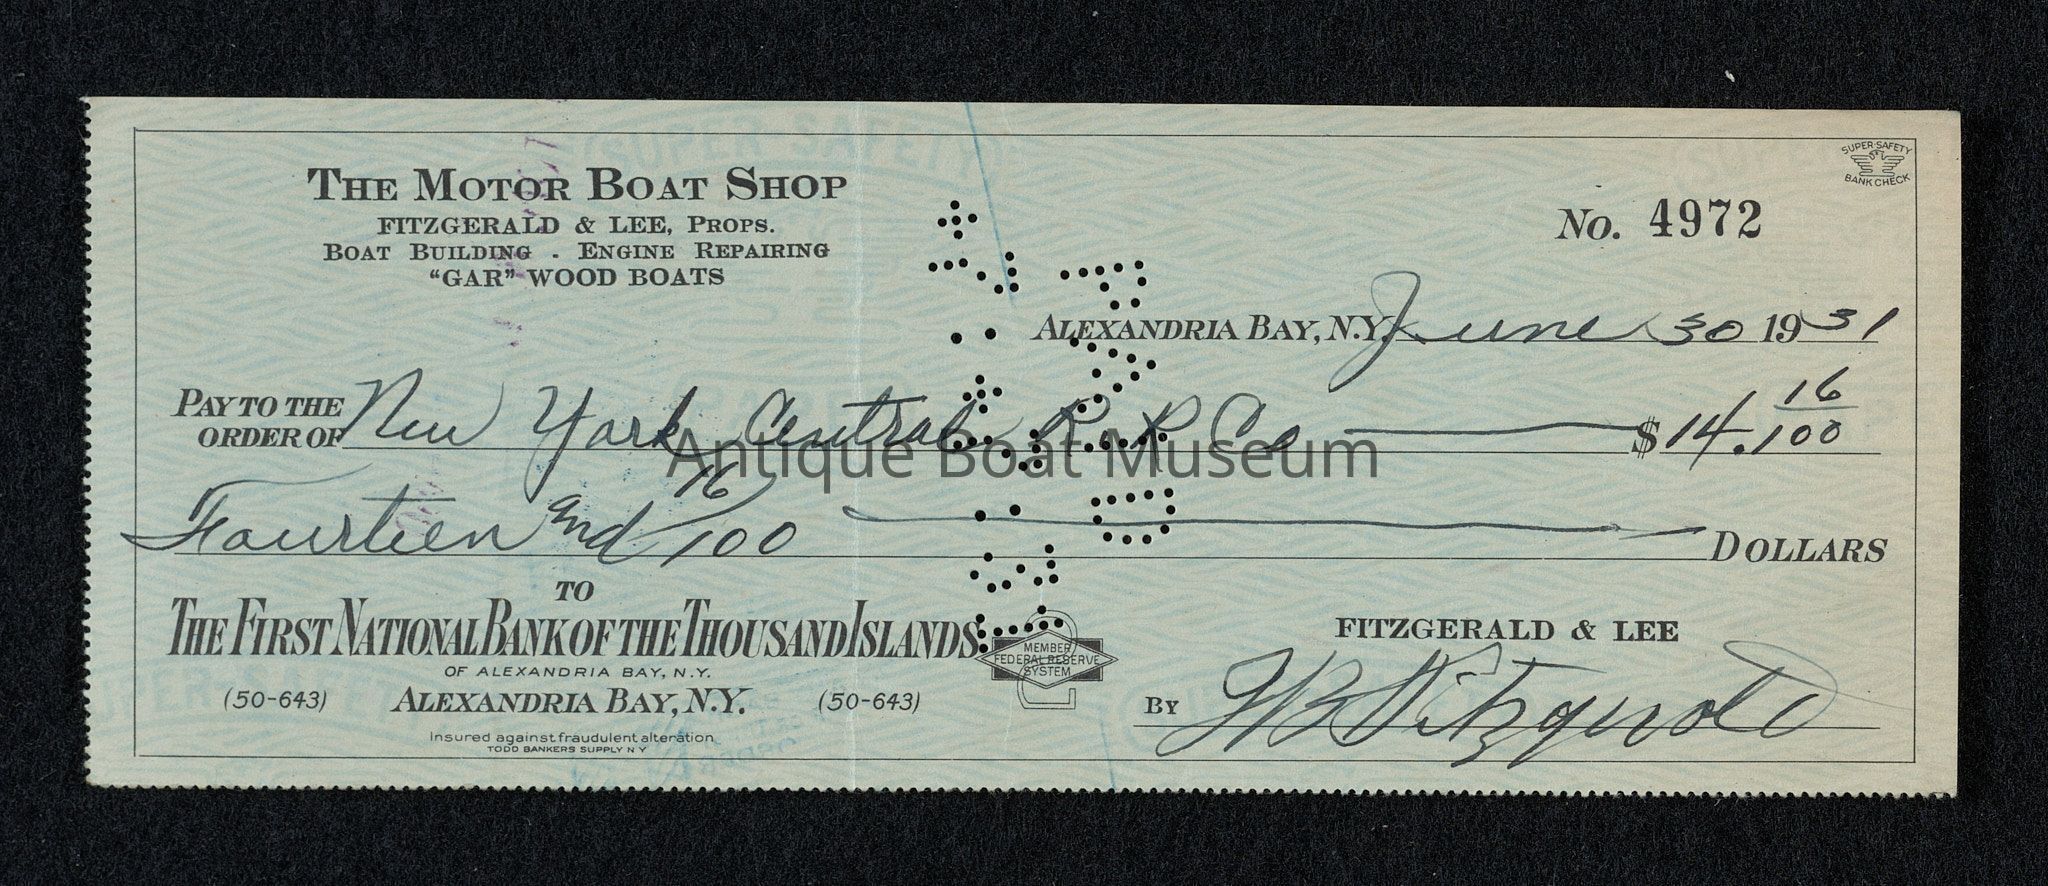 SUPER-SAFETY
BANK CHECK
THE MOTOR BOAT SHOP
FITZGERALD & LEE, PROPS.
BOAT BUILDING . ENGINE REPAIRING
"GAR" WOOD BOATS
No. 4972
ALEXANDRIA BAY, N.Y. June 30 1931
PAY TO THE
ORDER OF New York Central R.R Co $14.16/100
Antique Boat Museum
Fourteen and 16/100 DOLLARS
TO
THE FIRST NATIONAL BANK OF THE THOUSAND ISLANDS
OF ALEXANDRIA BAY, N.Y.
(50-643) ALEXANDRIA BAY, N.Y. (50-643)
Insured against fraudulent alteration
TODD BANKERS SUPPLY N Y
MEMBER
FEDERAL RESERVE
SYSTEM
FITZGERALD & LEE
BY Fitzgerald
PAID
SUPER SAFETY